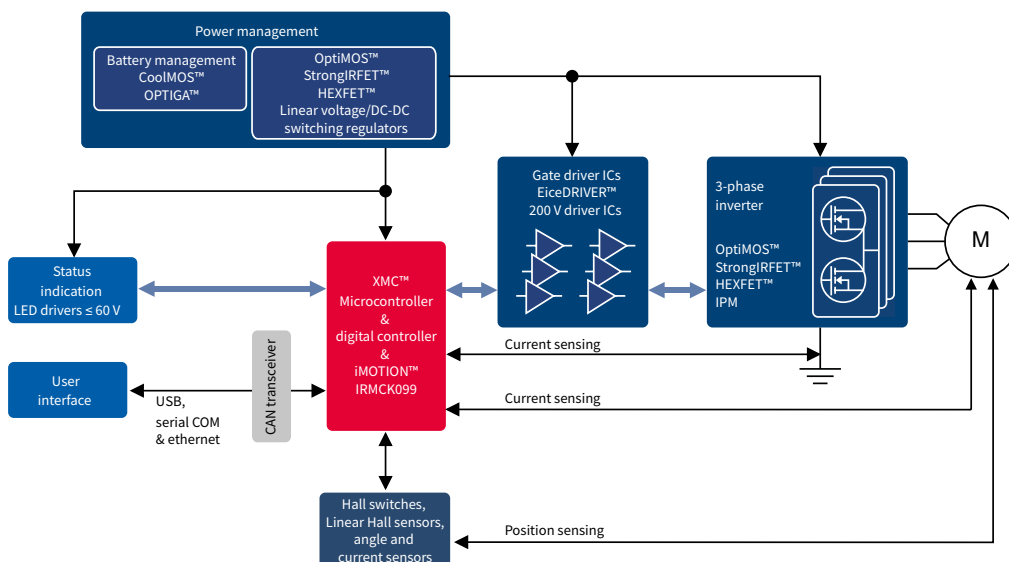 Power management
Battery management
CoolMOS™
OPTIGA™
OptiMOS™
StrongIRFET™
HEXFET™
Linear voltage/DC-DC
switching regulators
Gate driver ICs
EiceDRIVER™
200 V driver ICs
3-phase
inverter
OptiMOS™
StrongIRFET™
HEXFET™
IPM
M
Status
indication
LED drivers ≤ 60 V
XMC™
Microcontroller
&
digital controller
&
iMOTION™
IRMCK099
User
interface
USB,
serial COM
& ethernet
CAN transceiver
Current sensing
Current sensing
Hall switches,
Linear Hall sensors,
angle and
current sensors
Position sensing